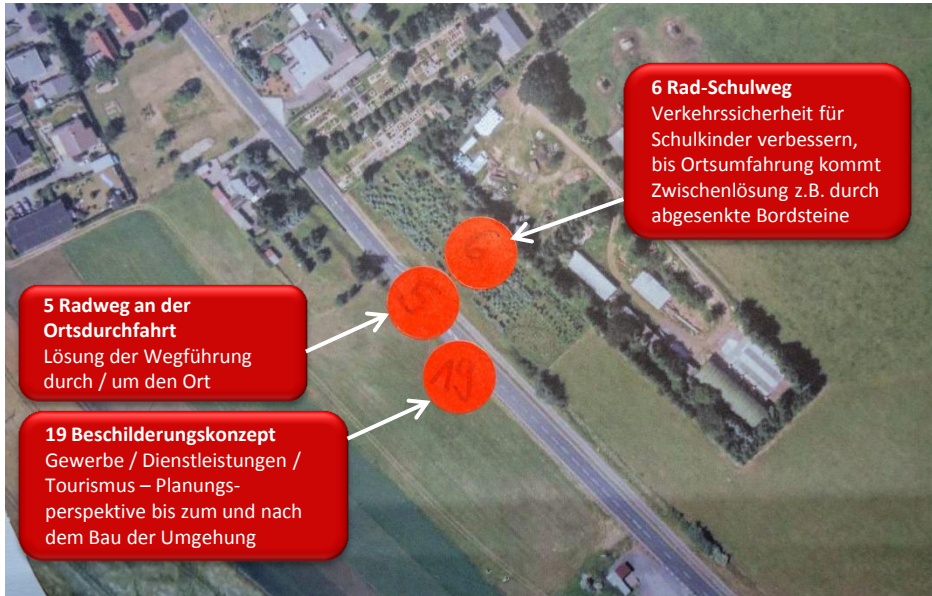 6 Rad-Schulweg
Verkehrssicherheit für
Schulkinder verbessern,
bis Ortsumfahrung kommt
Zwischenlösung z.B. durch
abgesenkte Bordsteine
6
5 Radweg an der
Ortsdurchfahrt
Lösung der Wegführung
durch / um den Ort
5
19 Beschilderungskonzept
Gewerbe / Dienstleistungen /
Tourismus – Planungs-
perspektive bis zum und nach
dem Bau der Umgehung
19